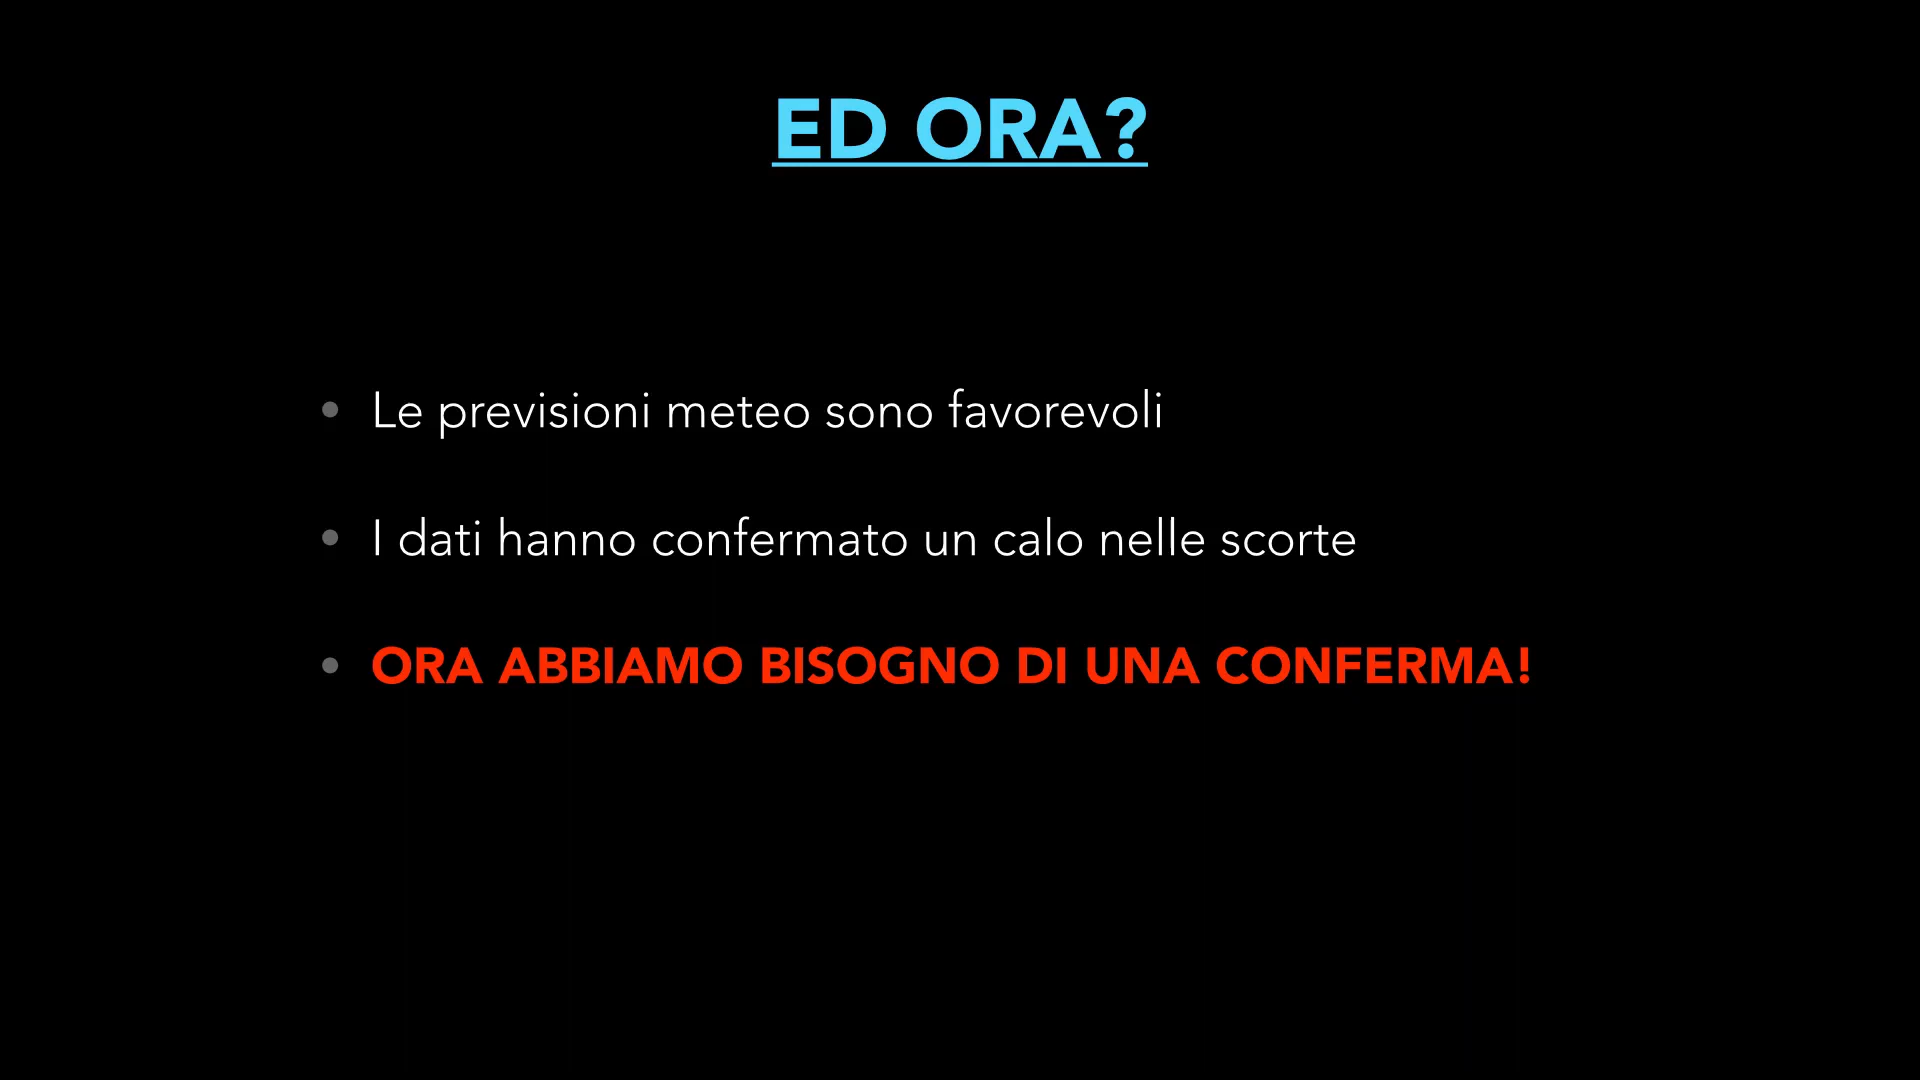 ED ORA?
• Le previsioni meteo sono favorevoli
• I dati hanno confermato un calo nelle scorte
• ORA ABBIAMO BISOGNO DI UNA CONFERMA!